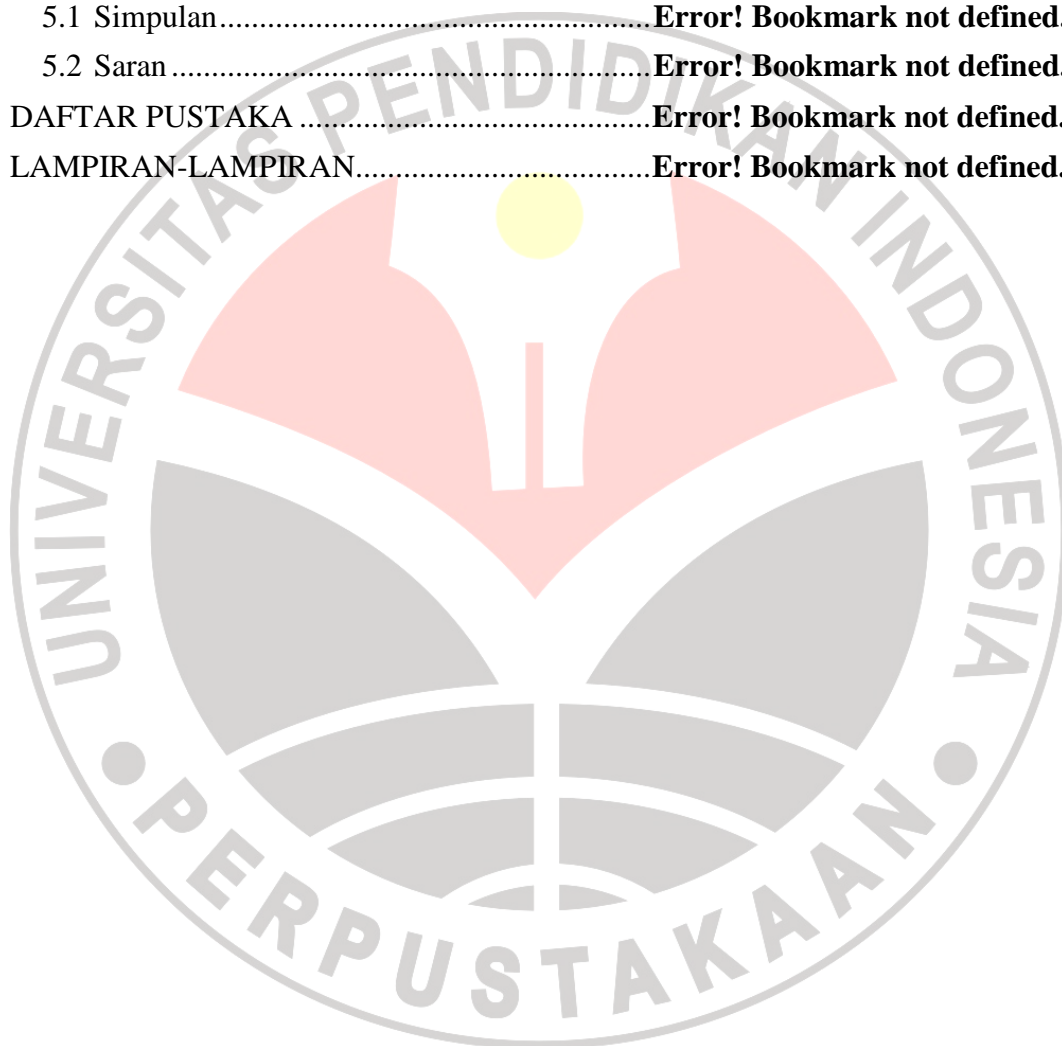 5.1 Simpulan......................................................Error! Bookmark not defined.
5.2 Saran............................................................Error! Bookmark not defined.
DAFTAR PUSTAKA............................................Error! Bookmark not defined.
LAMPIRAN-LAMPIRAN.....................................Error! Bookmark not defined.
UNIVERSITAS PENDIDIKAN INDONESIA
PERPUSTAKAAN